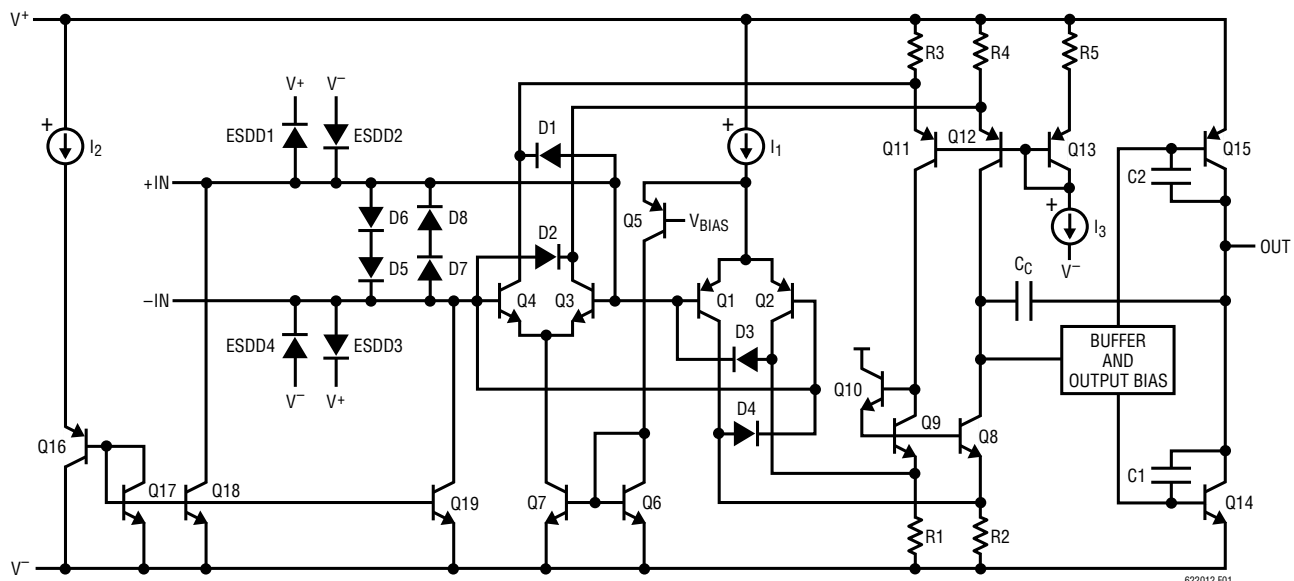 V+
R3
R4
R5
V+
V–
ESDD1
ESDD2
D1
+
I2
+
I1
Q11
Q12
Q13
Q15
C2
+IN
D6
D8
Q5
VBIAS
+
I3
D2
OUT
D5
D7
V–
CC
–IN
Q4
Q3
Q1
Q2
ESDD4
ESDD3
D3
BUFFER
AND
OUTPUT BIAS
V–
V+
Q10
D4
Q9
Q8
Q16
C1
Q17
Q18
Q19
Q7
Q6
Q14
R1
R2
V–
622012 F01